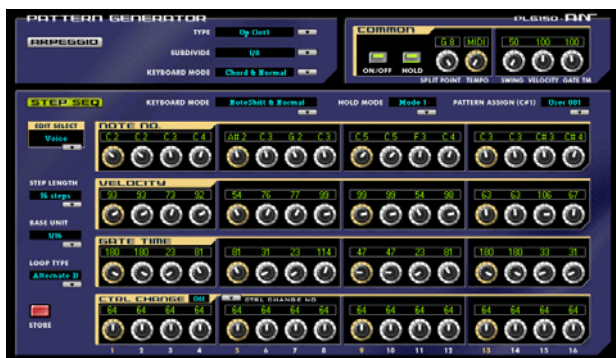 PATTERN GENERATOR
PLG150-AN
ARPEGGIO
TYPE Up Oct1
SUBDIVIDE 1/8
KEYBOARD MODE Chord & Normal
COMMON
G 8 MIDI 50 100 100
ON/OFF HOLD
SPLIT POINT TEMPO SWING VELOCITY GATE TM
STEP SEQ
KEYBOARD MODE NoteShift & Normal HOLD MODE Mode 1 PATTERN ASSIGN (C#1) User 001
EDIT SELECT
Voice
NOTE NO.
C 2 C 2 C 3 C 4 A# 2 C 3 G 2 C 3 C 5 C 5 F 3 C 4 C 3 C 3 C# 3 C# 4
STEP LENGTH
16 steps
VELOCITY
93 93 73 92 54 76 77 99 99 99 54 98 63 63 106 67
BASE UNIT
1/16
GATE TIME
180 180 23 81 81 31 23 114 47 47 23 81 180 180 33 31
LOOP TYPE
Alternate D
CTRL CHANGE Off CTRL CHANGE NO.
64 64 64 64 64 64 64 64 64 64 64 64 64 64 64 64
STORE
1 2 3 4 5 6 7 8 9 10 11 12 13 14 15 16